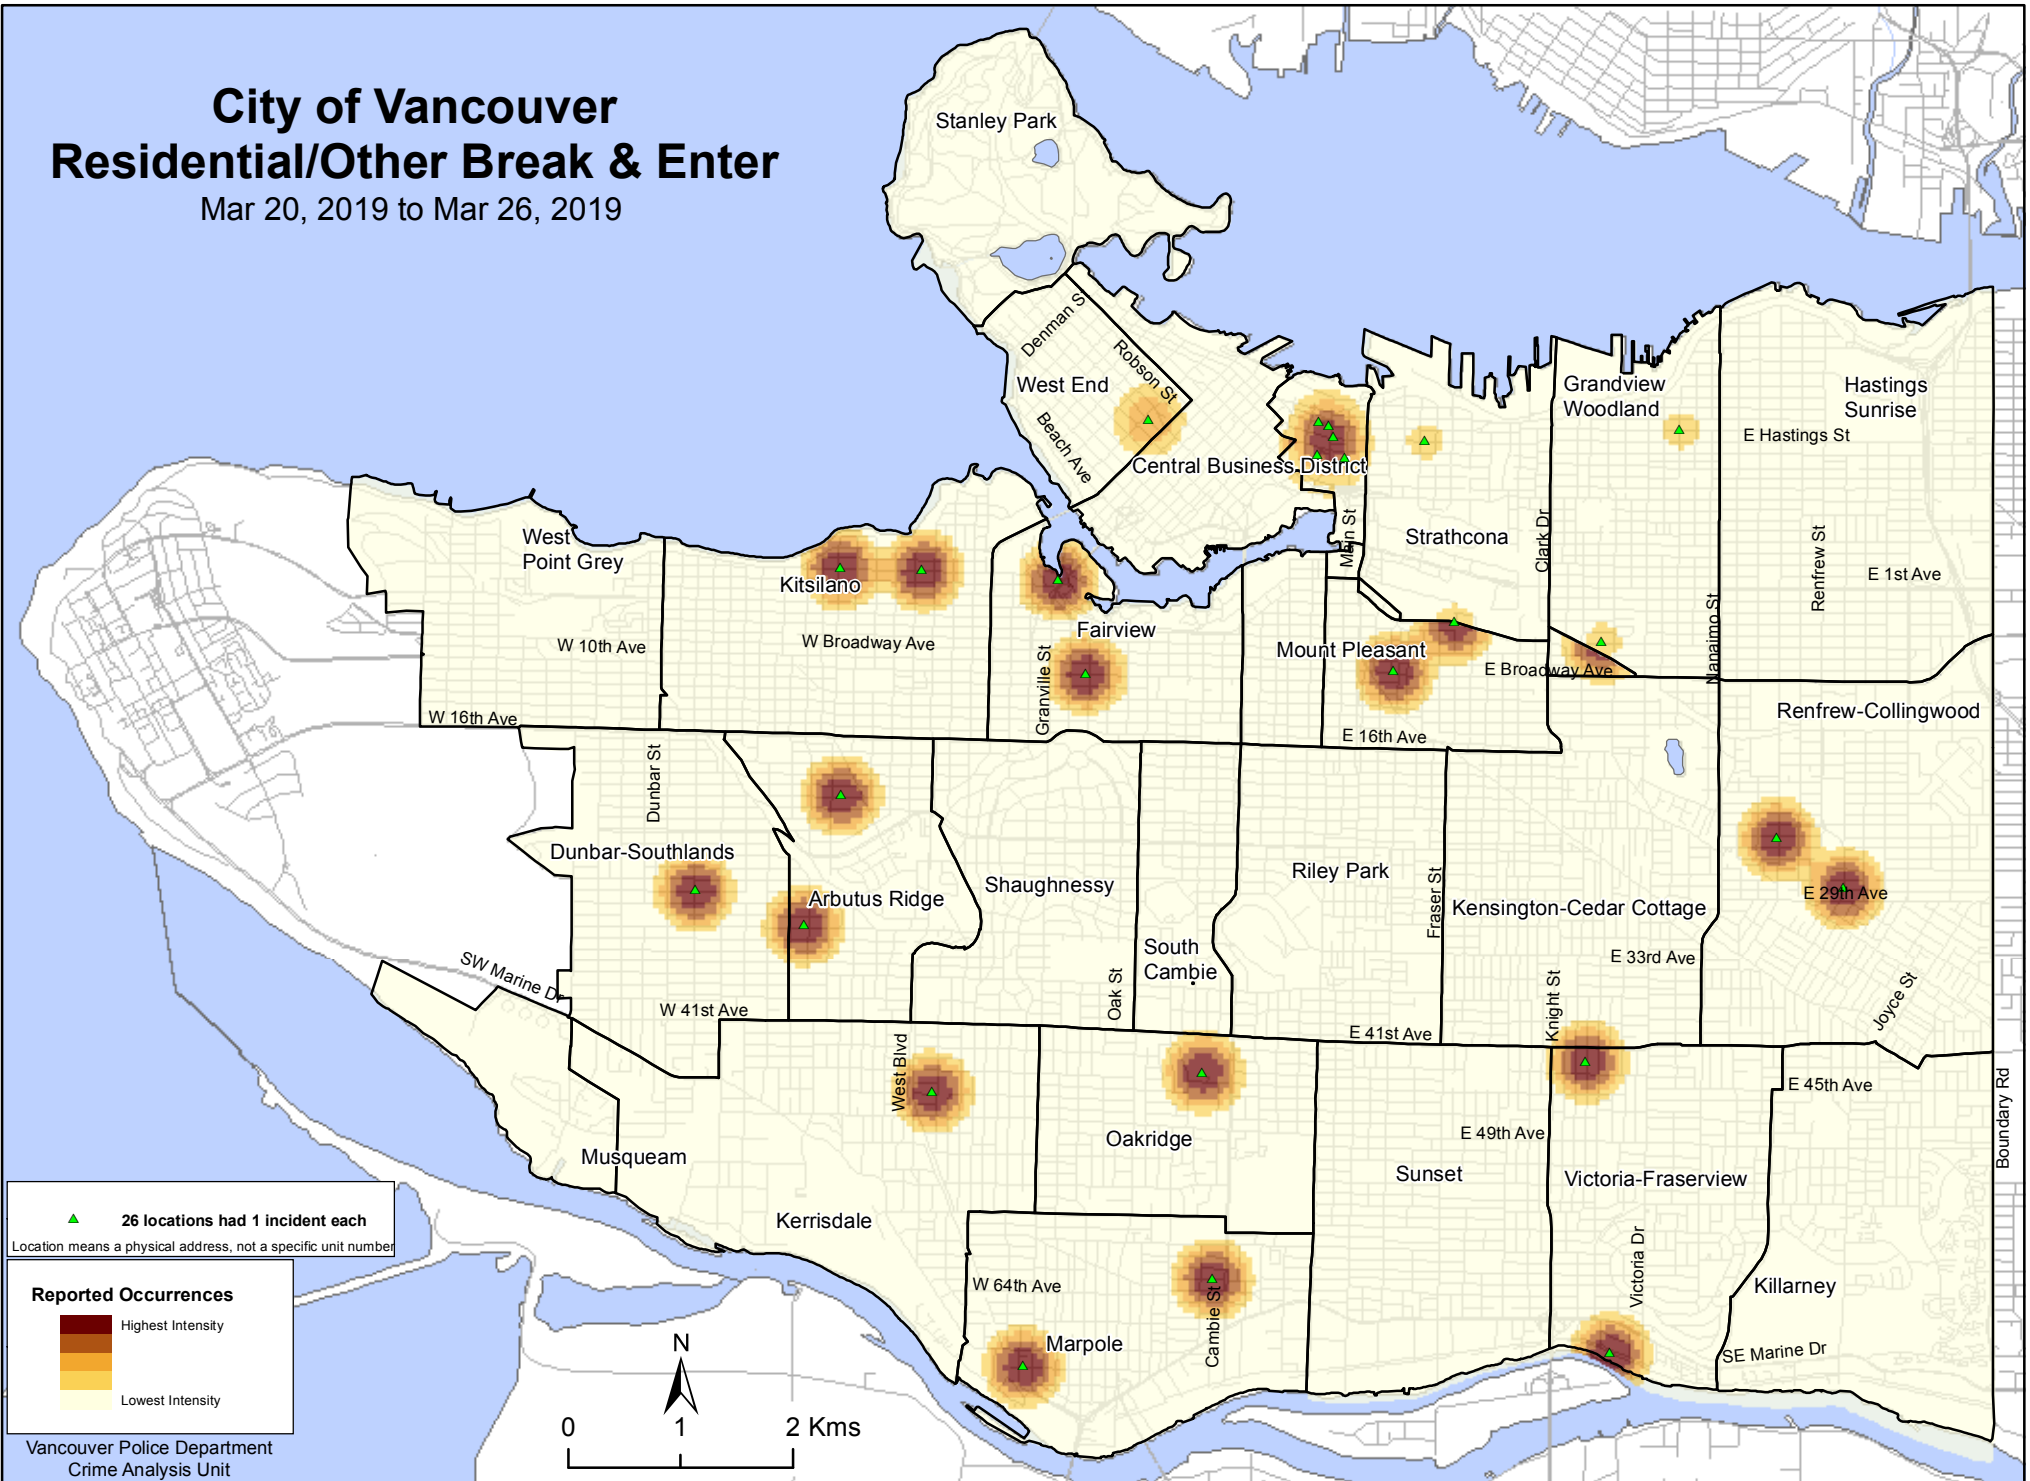 City of Vancouver
Residential/Other Break & Enter
Mar 20, 2019 to Mar 26, 2019
Stanley Park
Denman S
Robson St
West End
Beach Ave
Central Business District
Grandview
Woodland
Hastings
Sunrise
E Hastings St
West
Point Grey
Kitsilano
Main St
Strathcona
Clark Dr
Renfrew St
E 1st Ave
Nanaimo St
W 10th Ave
W Broadway Ave
Granville St
Fairview
Mount Pleasant
E Broadway Ave
W 16th Ave
E 16th Ave
Renfrew-Collingwood
Dunbar St
Dunbar-Southlands
Arbutus Ridge
Shaughnessy
Riley Park
Fraser St
Kensington-Cedar Cottage
E 29th Ave
South
Cambie
E 33rd Ave
SW Marine Dr
W 41st Ave
Oak St
E 41st Ave
Knight St
Joyce St
West Blvd
E 45th Ave
Boundary Rd
Oakridge
E 49th Ave
Musqueam
Sunset
Victoria-Fraserview
Kerrisdale
Victoria Dr
W 64th Ave
Cambie St
Killarney
Marpole
SE Marine Dr
26 locations had 1 incident each
Location means a physical address, not a specific unit number
Reported Occurrences
Highest Intensity
Lowest Intensity
N
0 1 2 Kms
Vancouver Police Department
Crime Analysis Unit